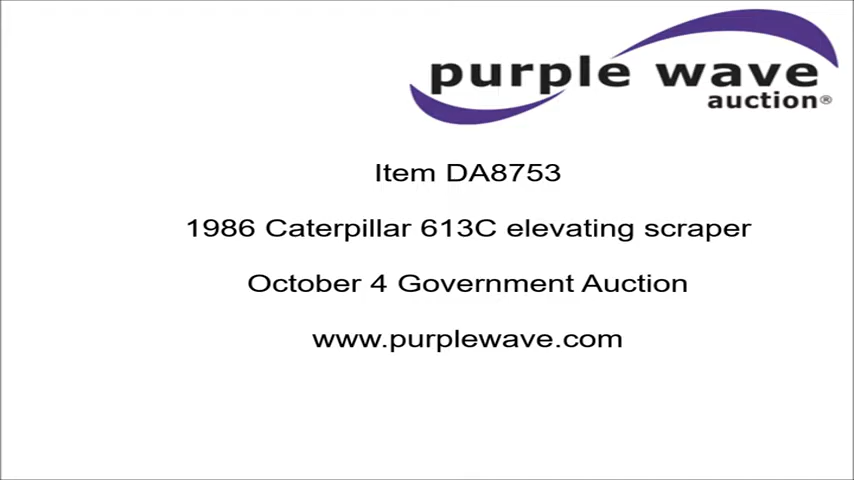 purple wave
auction®
Item DA8753
1986 Caterpillar 613C elevating scraper
October 4 Government Auction
www.purplewave.com